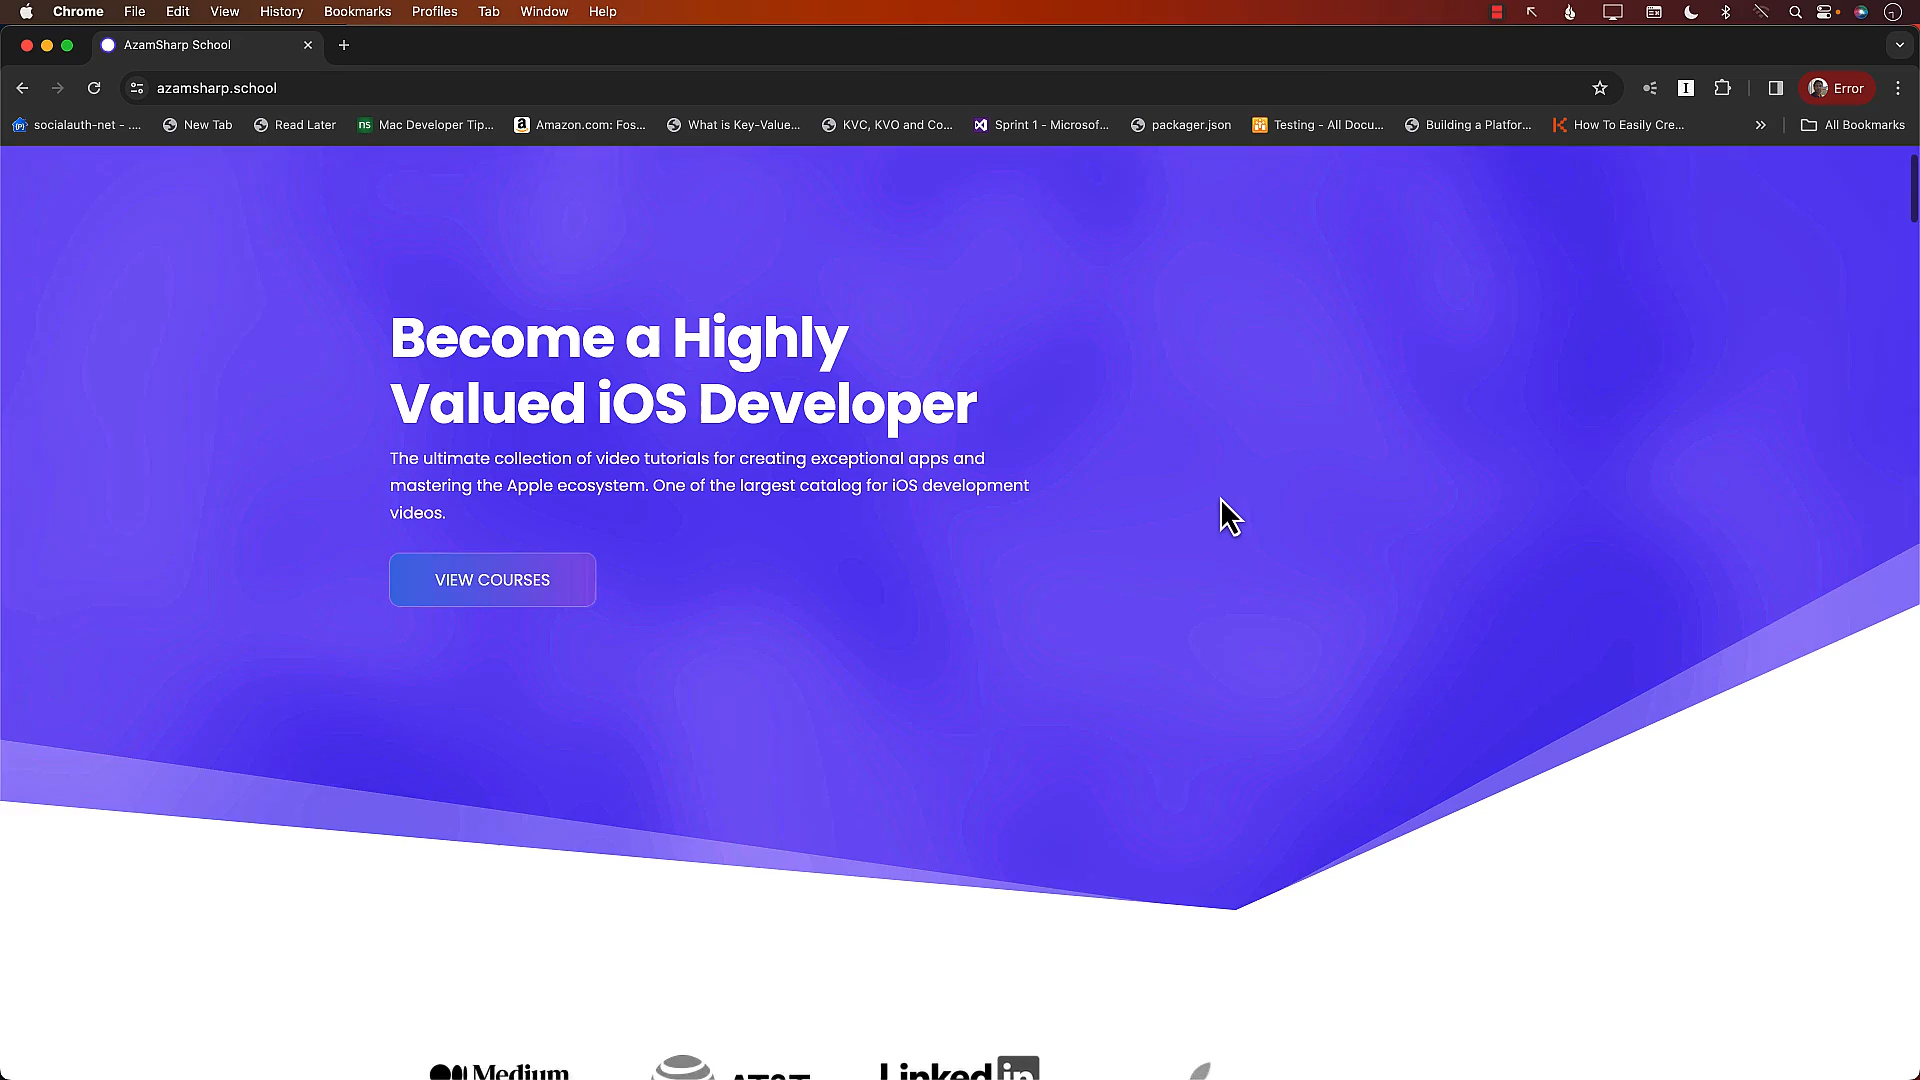 Chrome File Edit View History Bookmarks Profiles Tab Window Help
AzamSharp School
azamsharp.school
Error
socialauth-net - .... New Tab Read Later ns Mac Developer Tip... Amazon.com: Fos... What is Key-Value... KVC, KVO and Co... Sprint 1 - Microsof... packager.json Testing - All Docu... Building a Platfor... How To Easily Cre... All Bookmarks
Become a Highly
Valued iOS Developer
The ultimate collection of video tutorials for creating exceptional apps and
mastering the Apple ecosystem. One of the largest catalog for iOS development
videos.
VIEW COURSES
Medium AT&T Linked in